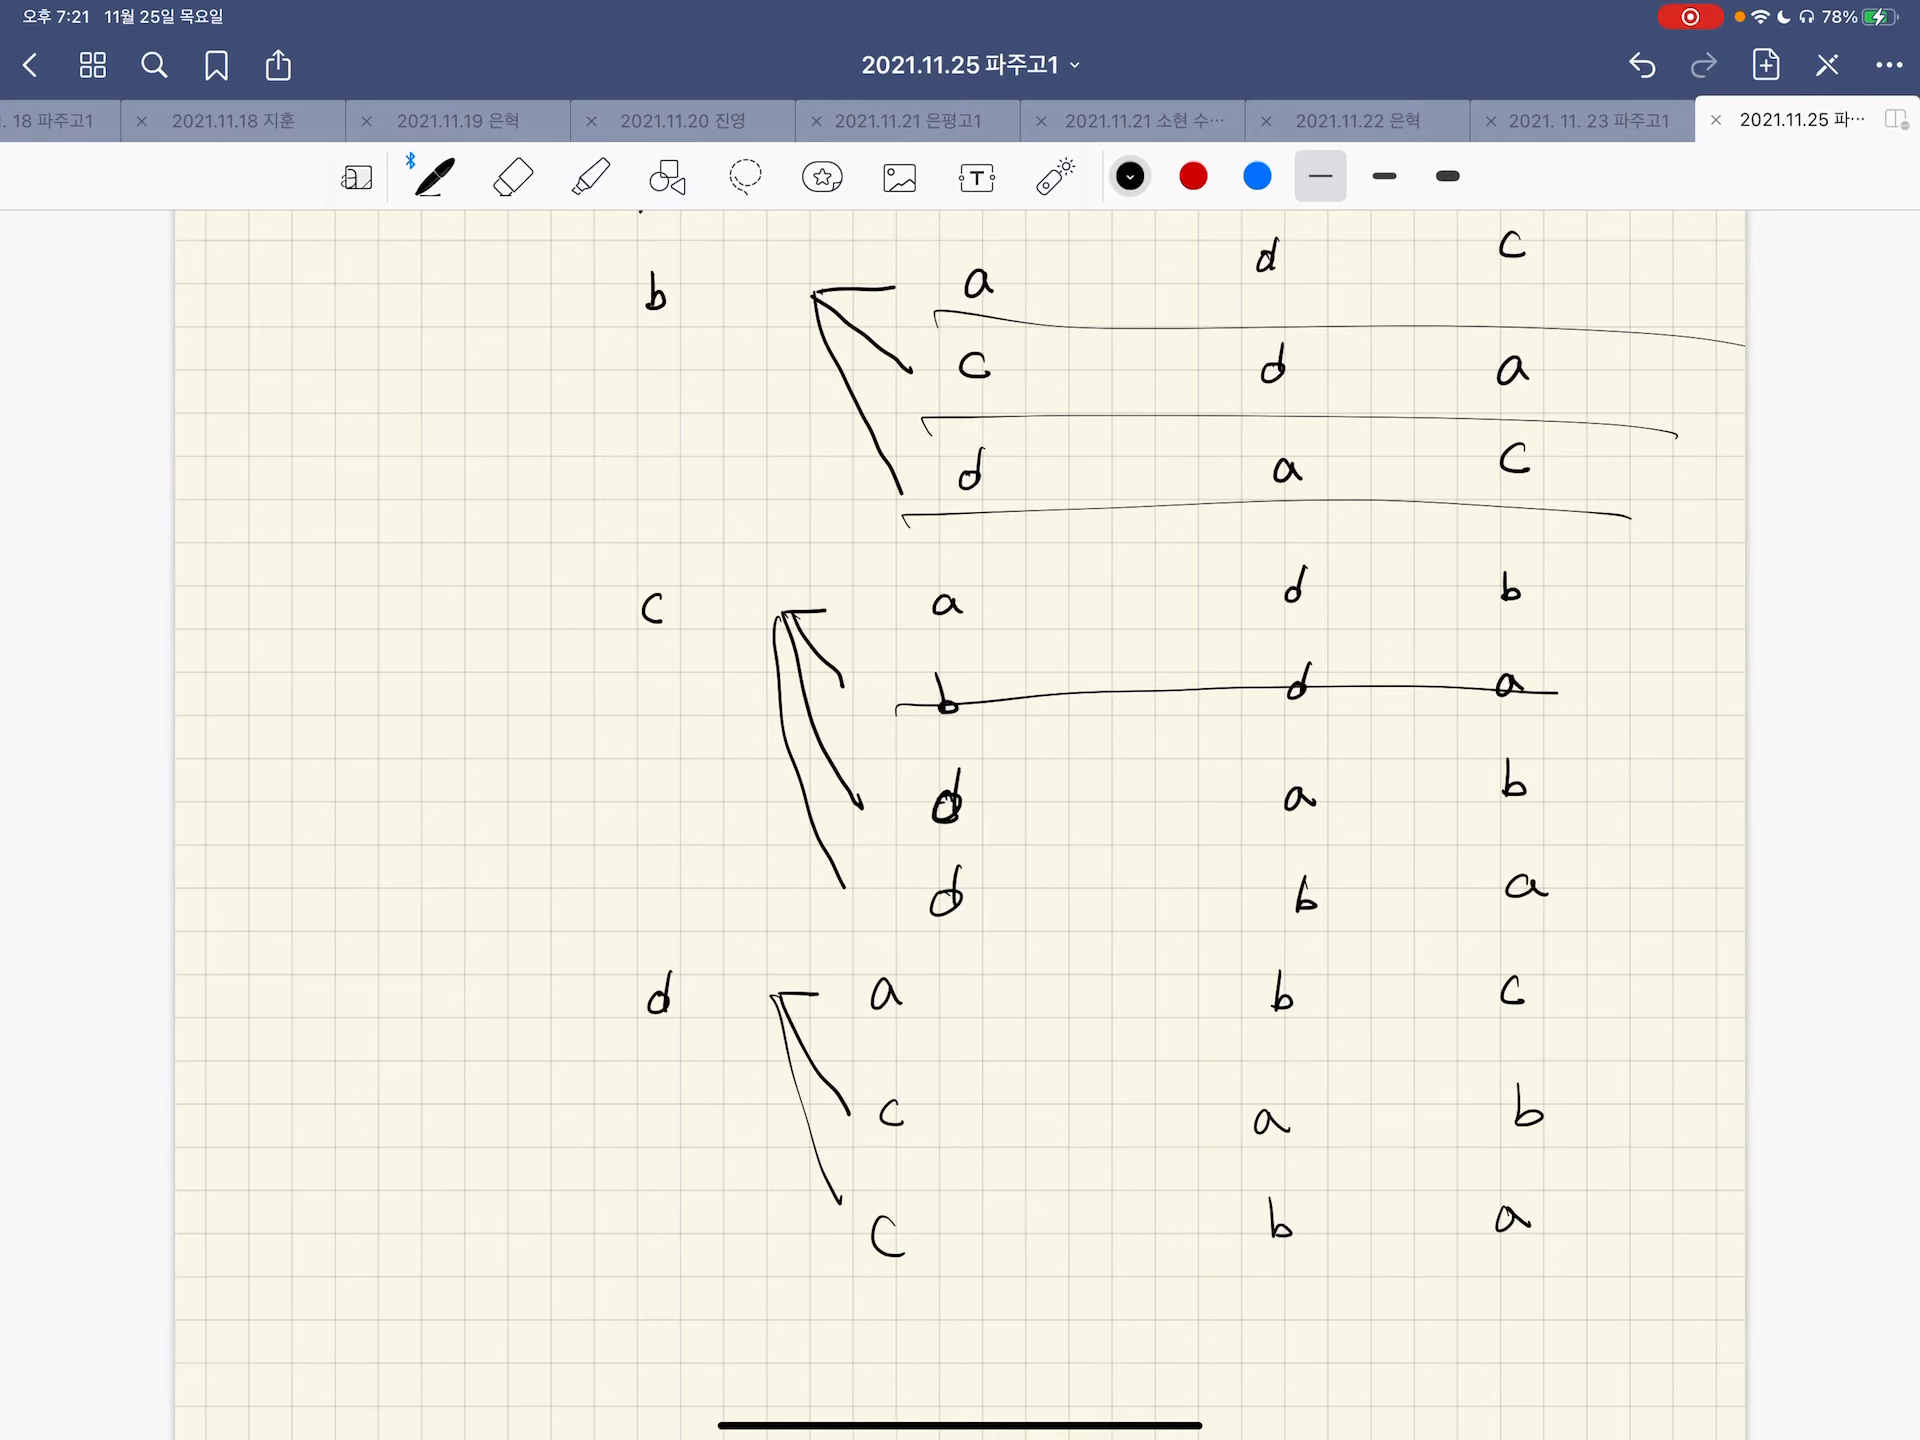 오후 7:21 11월 25일 목요일 78%
2021.11.25 파주고1
. 18 파주고1 2021.11.18 지훈 2021.11.19 은혁 2021.11.20 진영 2021.11.21 은평고1 2021.11.21 소현 수··· 2021.11.22 은혁 2021. 11. 23 파주고1 2021.11.25 파···
b a d c
c d a
d a c
c a d b
b d a
d a b
d b a
d a b c
c a b
c b a